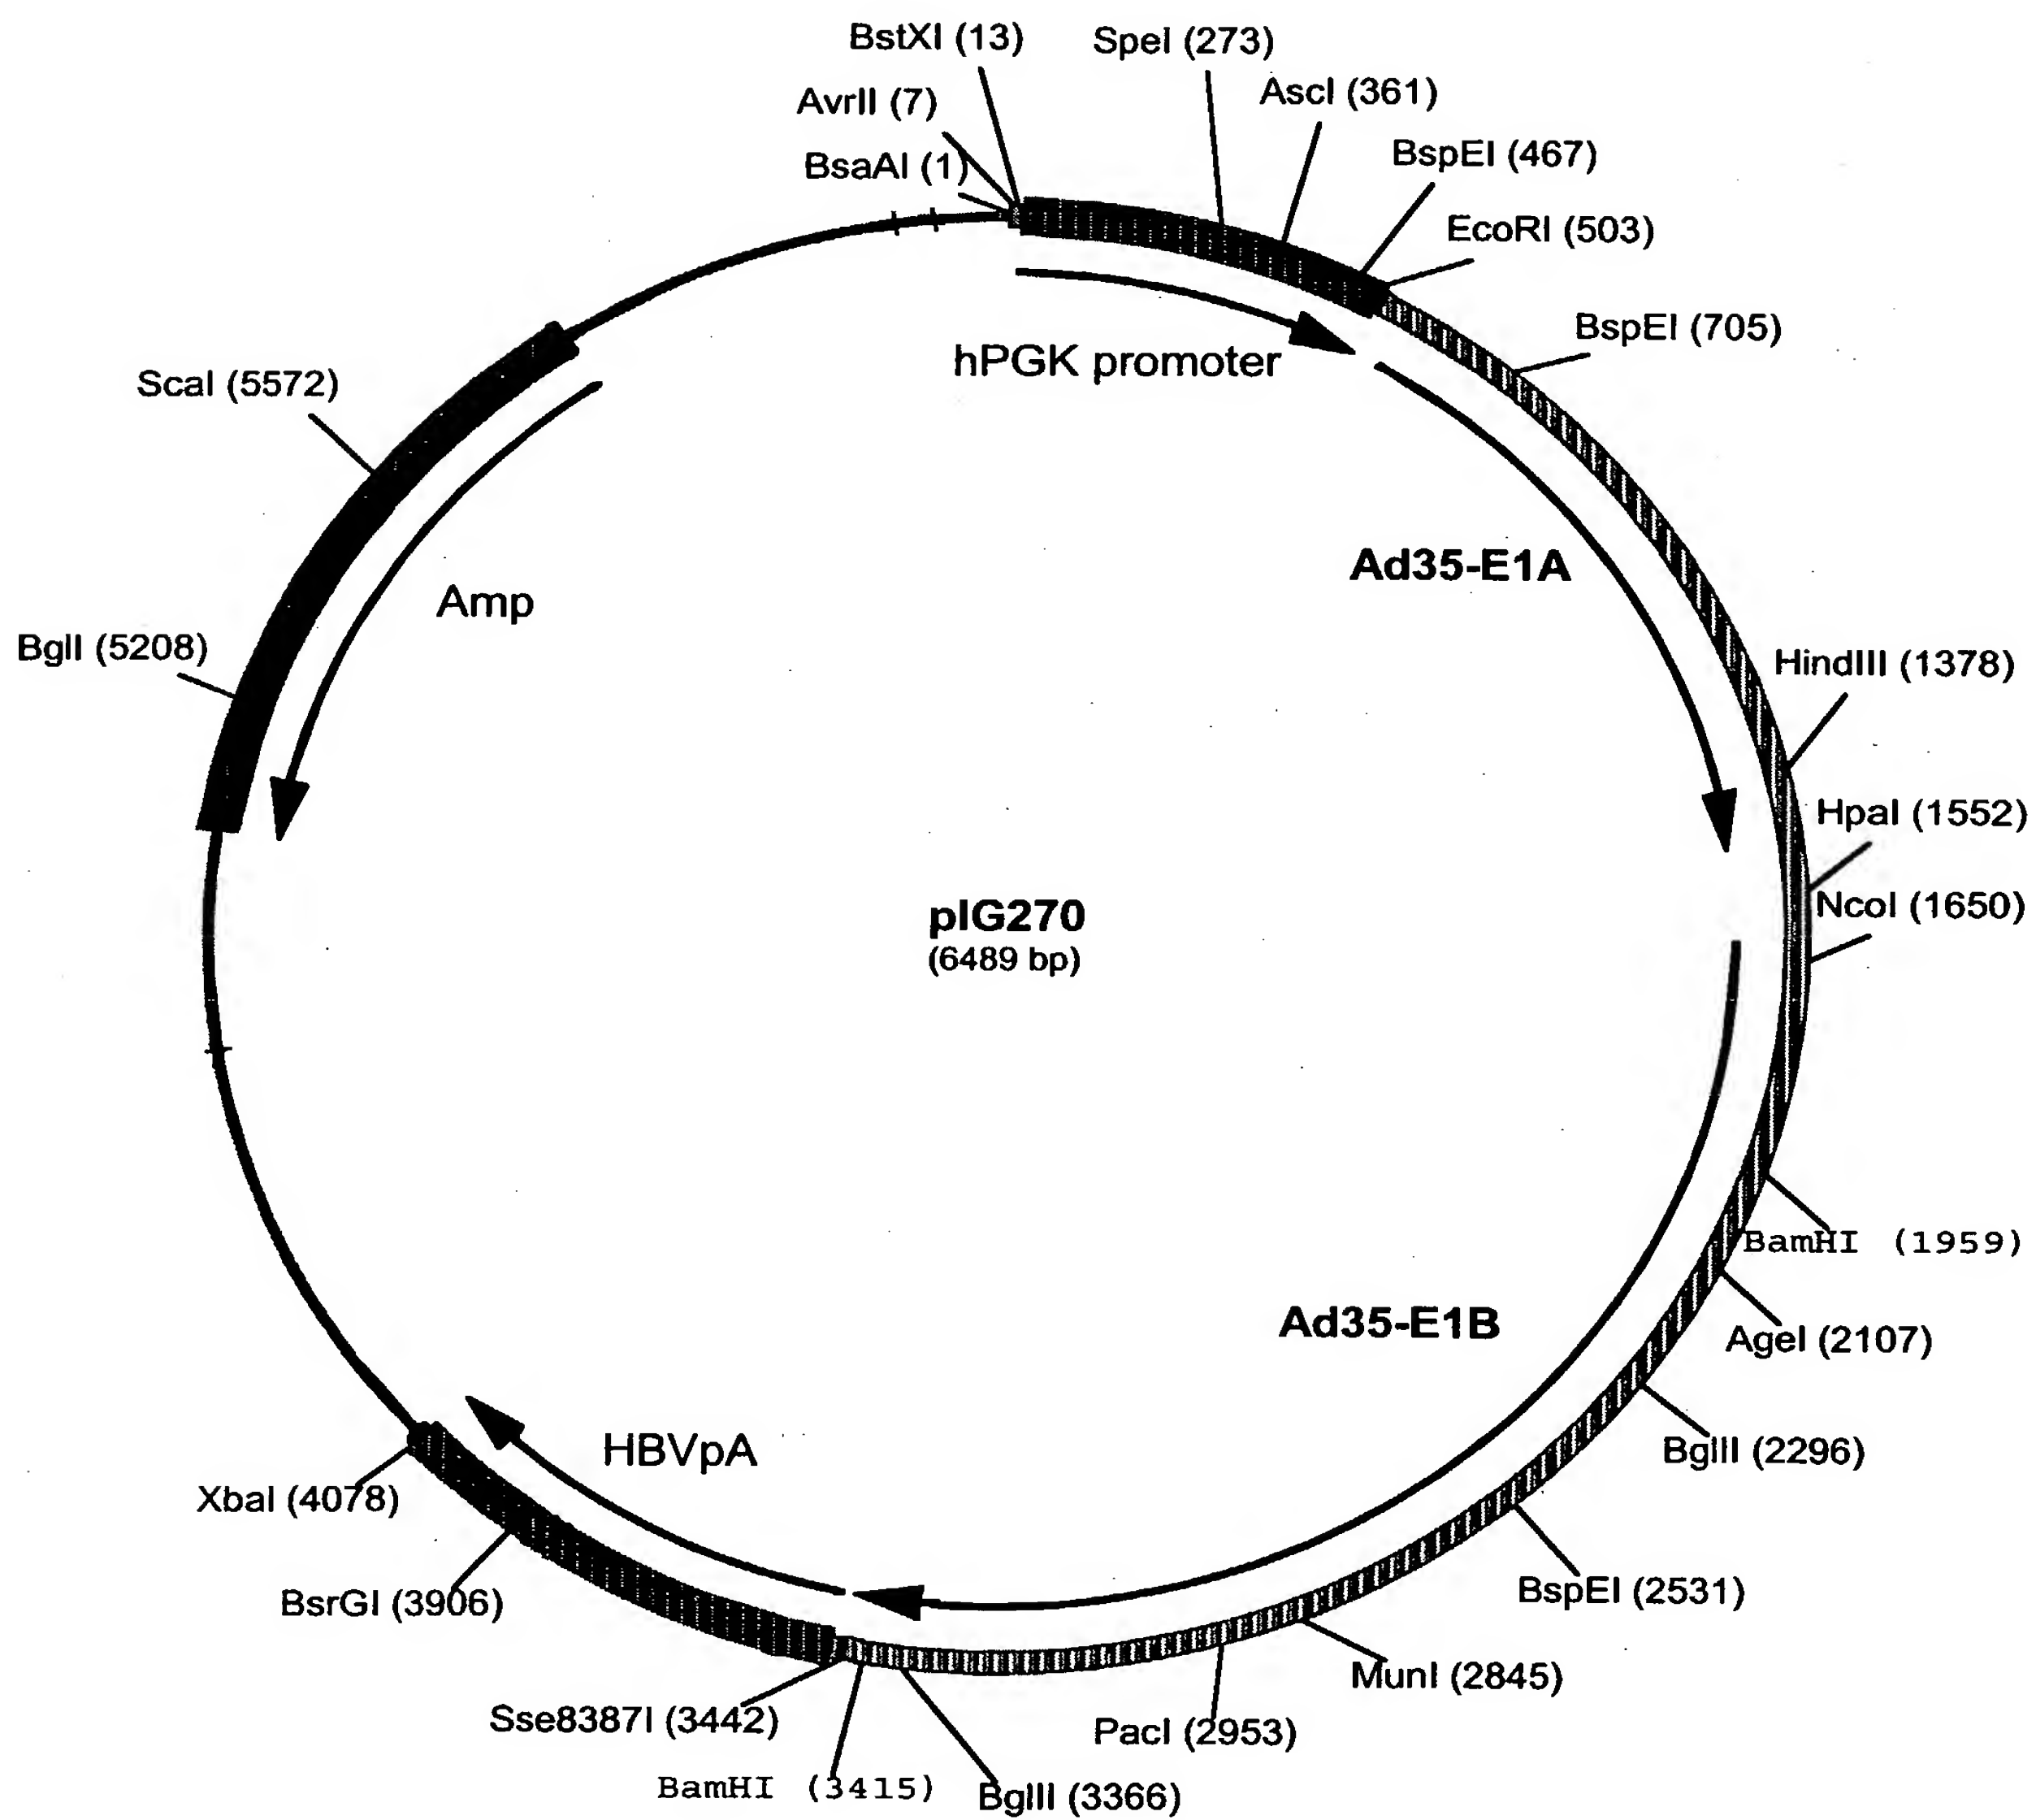 BstXI (13)
SpeI (273)
AvrII (7)
AscI (361)
BsaAI (1)
BspEI (467)
EcoRI (503)
BspEI (705)
hPGK promoter
ScaI (5572)
Ad35-E1A
Amp
BglI (5208)
HindIII (1378)
HpaI (1552)
NcoI (1650)
pIG270
(6489 bp)
BamHI (1959)
Ad35-E1B
AgeI (2107)
HBVpA
BglII (2296)
XbaI (4078)
BsrGI (3906)
BspEI (2531)
MunI (2845)
Sse8387I (3442)
PacI (2953)
BamHI (3415)
BglII (3366)